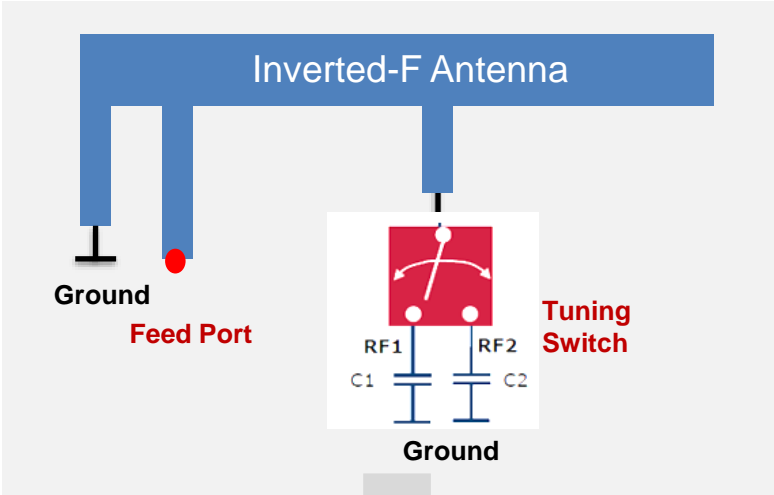 Inverted-F Antenna
Ground
Feed Port
Tuning
Switch
RF1
RF2
C1
C2
Ground